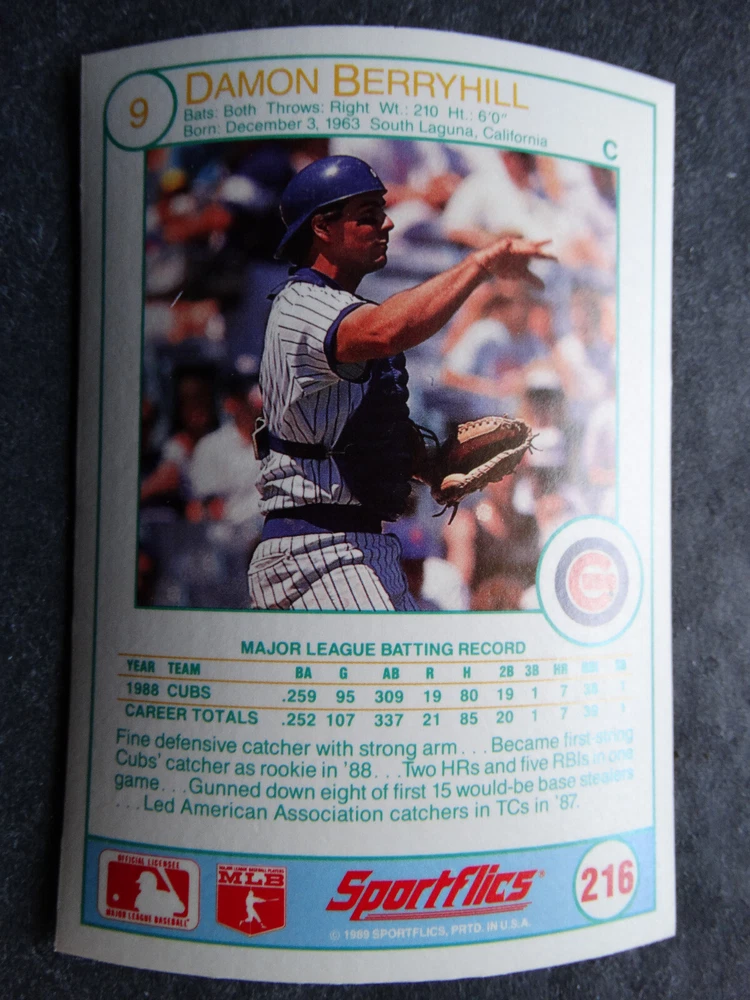 9
DAMON BERRYHILL
Bats: Both Throws: Right Wt.: 210 Ht.: 6'0"
Born: December 3, 1963 South Laguna, California
C
MAJOR LEAGUE BATTING RECORD
YEAR TEAM BA G AB R H 2B 3B HR
1988 CUBS .259 95 309 19 80 19 1 7
CAREER TOTALS .252 107 337 21 85 20 1 7 39
Fine defensive catcher with strong arm...Became first-string
Cubs' catcher as rookie in '88...Two HRs and five RBIs in one
game...Gunned down eight of first 15 would-be base stealers
...Led American Association catchers in TCs in '87.
OFFICIAL LICENSEE
MAJOR LEAGUE BASEBALL
MAJOR LEAGUE BASEBALL PLAYERS
MLB
Sportflics
© 1989 SPORTFLICS, PRTD. IN U.S.A.
216